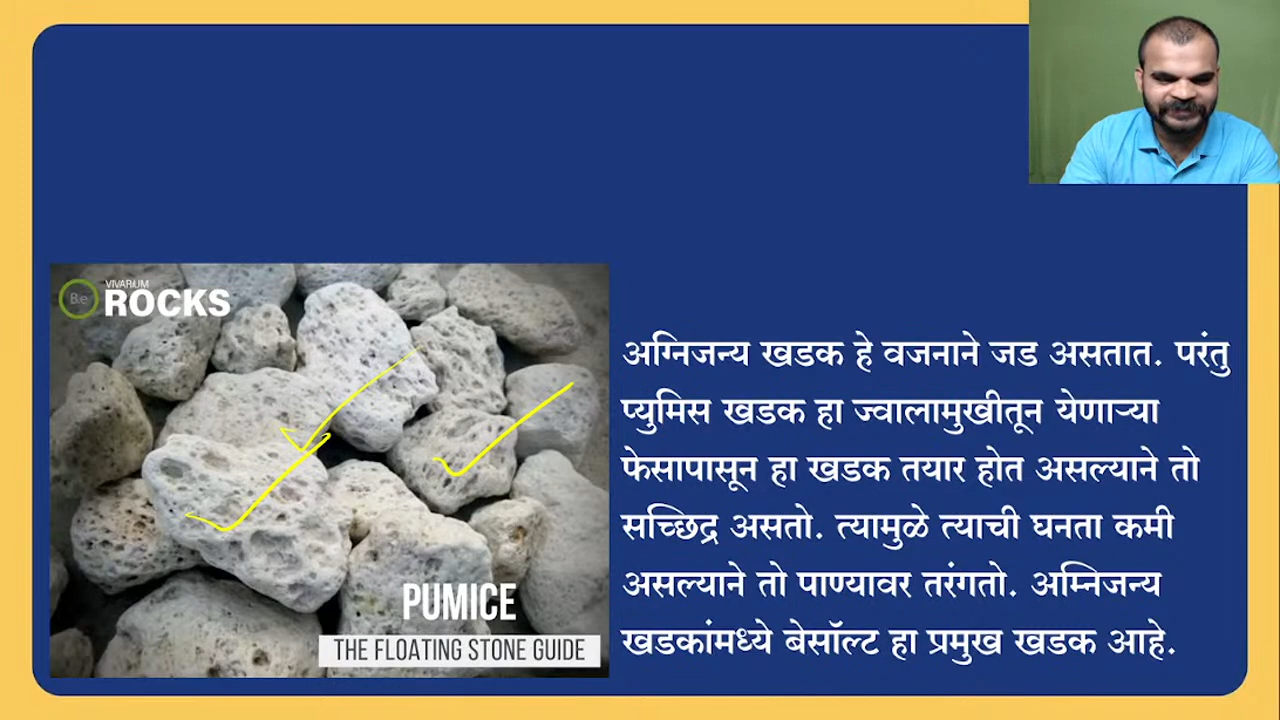 VIVARIUM
Be ROCKS
PUMICE
THE FLOATING STONE GUIDE
अग्निजन्य खडक हे वजनाने जड असतात. परंतु
प्युमिस खडक हा ज्वालामुखीतून येणाऱ्या
फेसापासून हा खडक तयार होत असल्याने तो
सच्छिद्र असतो. त्यामुळे त्याची घनता कमी
असल्याने तो पाण्यावर तरंगतो. अग्निजन्य
खडकांमध्ये बेसॉल्ट हा प्रमुख खडक आहे.